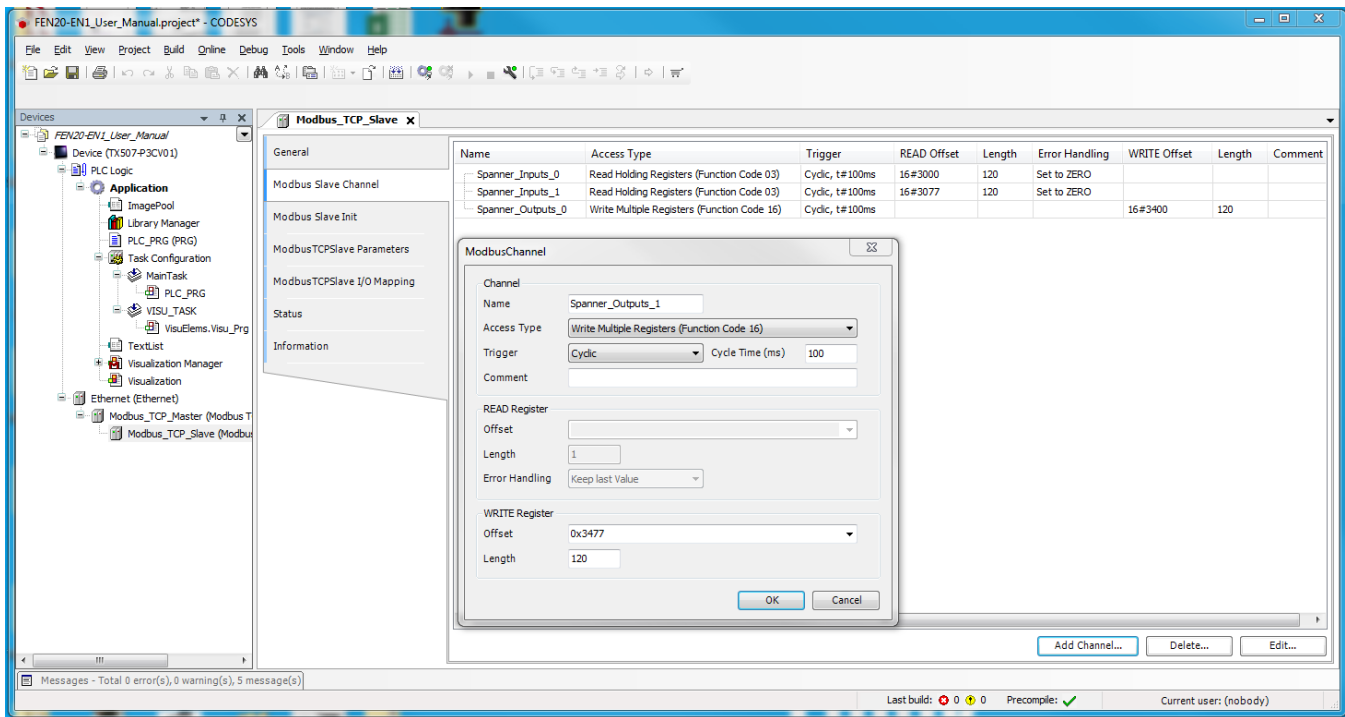 FEN20-EN1_User_Manual.project* - CODESYS
File Edit View Project Build Online Debug Tools Window Help
Devices
FEN20-EN1_User_Manual
Device (TX507-P3CV01)
PLC Logic
Application
ImagePool
Library Manager
PLC_PRG (PRG)
Task Configuration
MainTask
PLC_PRG
VISU_TASK
VisuElems.Visu_Prg
TextList
Visualization Manager
Visualization
Ethernet (Ethernet)
Modbus_TCP_Master (Modbus T
Modbus_TCP_Slave (Modbu
Modbus_TCP_Slave
General
Modbus Slave Channel
Modbus Slave Init
ModbusTCPSlave Parameters
ModbusTCPSlave I/O Mapping
Status
Information
Name Access Type Trigger READ Offset Length Error Handling WRITE Offset Length Comment
Spanner_Inputs_0 Read Holding Registers (Function Code 03) Cyclic, t#100ms 16#3000 120 Set to ZERO
Spanner_Inputs_1 Read Holding Registers (Function Code 03) Cyclic, t#100ms 16#3077 120 Set to ZERO
Spanner_Outputs_0 Write Multiple Registers (Function Code 16) Cyclic, t#100ms 16#3400 120
ModbusChannel
Channel
Name Spanner_Outputs_1
Access Type Write Multiple Registers (Function Code 16)
Trigger Cyclic Cycle Time (ms) 100
Comment
READ Register
Offset
Length 1
Error Handling Keep last Value
WRITE Register
Offset 0x3477
Length 120
OK Cancel
Add Channel... Delete... Edit...
Messages - Total 0 error(s), 0 warning(s), 5 message(s)
Last build: 0 0 Precompile: Current user: (nobody)